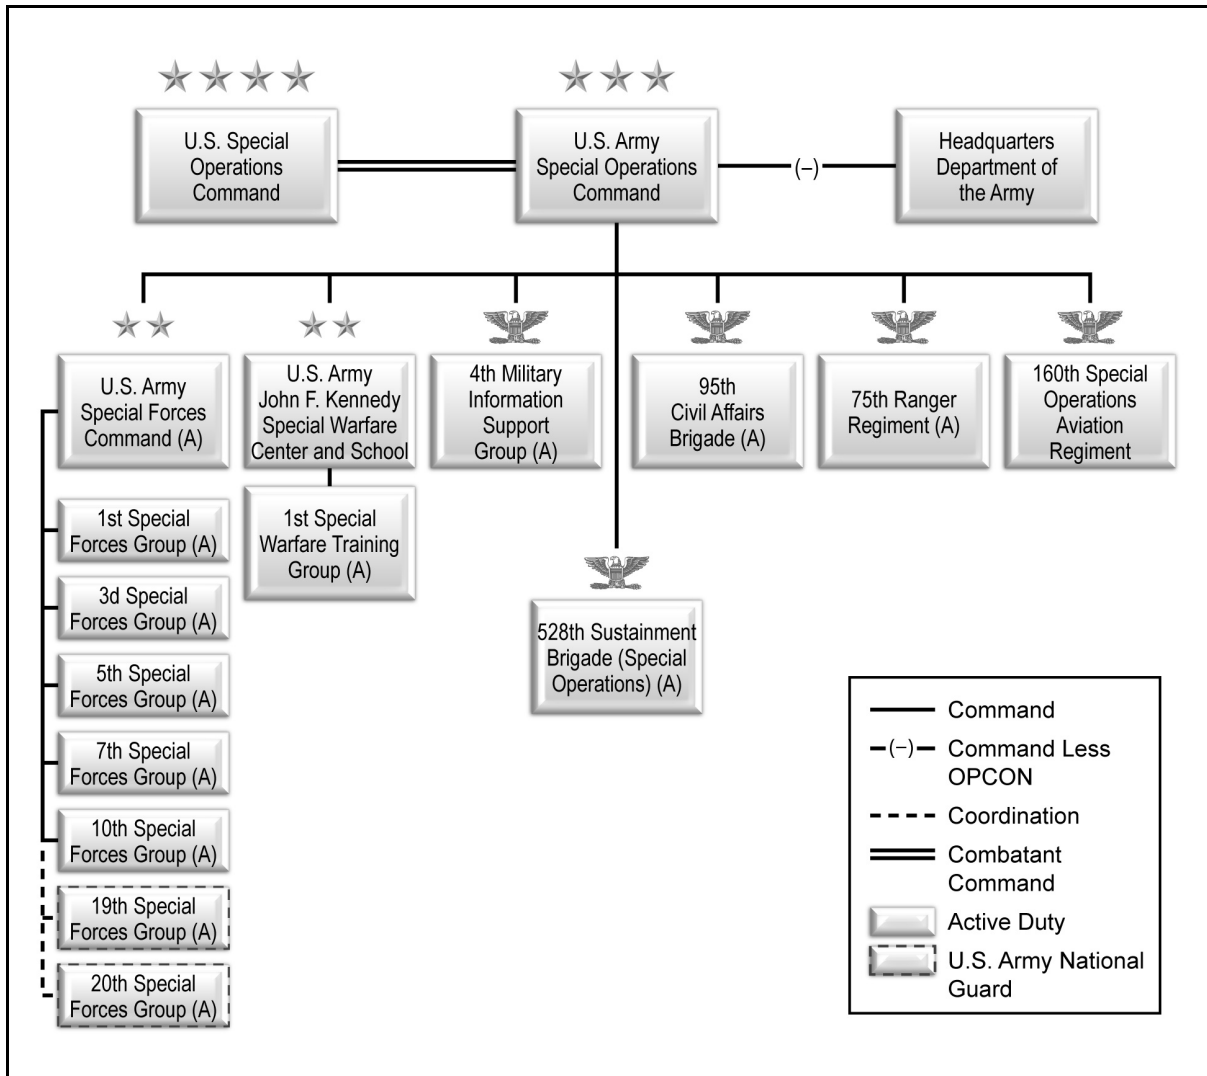 U.S. Special
Operations
Command
U.S. Army
Special Operations
Command
(–)
Headquarters
Department of
the Army
U.S. Army
Special Forces
Command (A)
U.S. Army
John F. Kennedy
Special Warfare
Center and School
4th Military
Information
Support
Group (A)
95th
Civil Affairs
Brigade (A)
75th Ranger
Regiment (A)
160th Special
Operations
Aviation
Regiment
1st Special
Forces Group (A)
3d Special
Forces Group (A)
5th Special
Forces Group (A)
7th Special
Forces Group (A)
10th Special
Forces Group (A)
19th Special
Forces Group (A)
20th Special
Forces Group (A)
1st Special
Warfare Training
Group (A)
528th Sustainment
Brigade (Special
Operations) (A)
Command
(–) Command Less
OPCON
Coordination
Combatant
Command
Active Duty
U.S. Army National
Guard